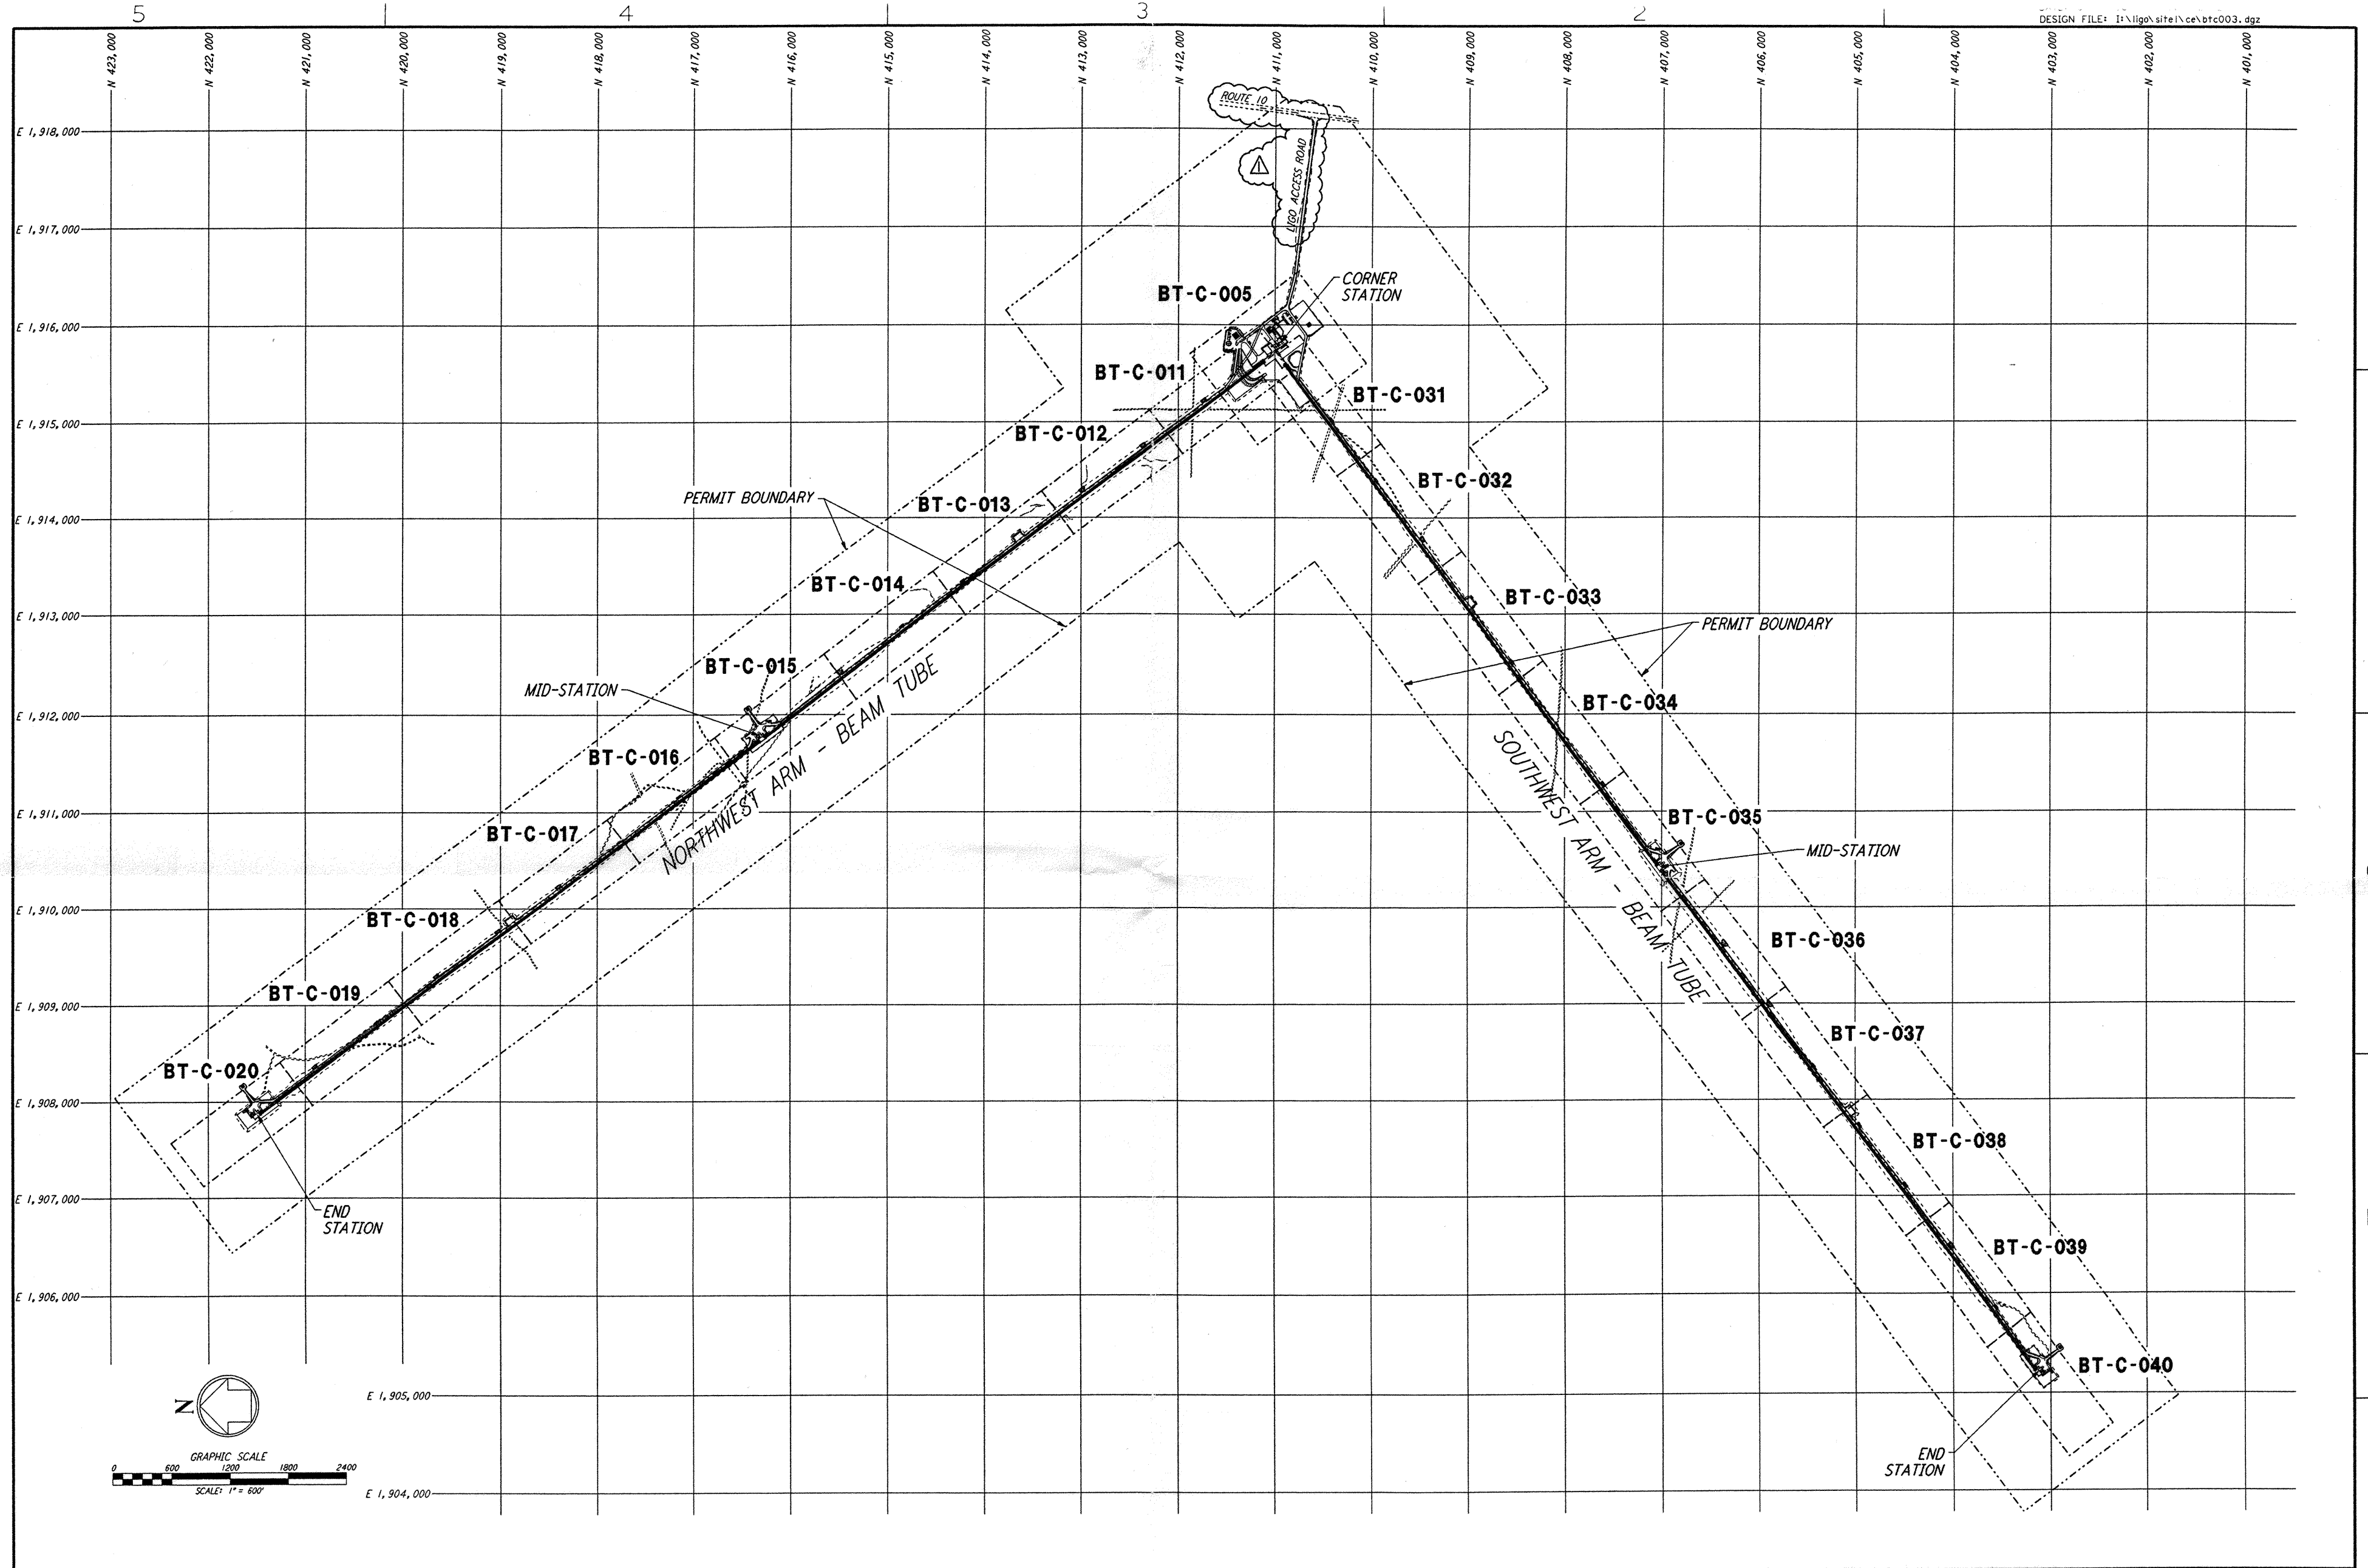 5 4 3 2
DESIGN FILE: I:\ligo\site1\ce\btc003.dgz
N 423,000 N 422,000 N 421,000 N 420,000 N 419,000 N 418,000 N 417,000 N 416,000 N 415,000 N 414,000 N 413,000 N 412,000 N 411,000 N 410,000 N 409,000 N 408,000 N 407,000 N 406,000 N 405,000 N 404,000 N 403,000 N 402,000 N 401,000
ROUTE 10
E 1,918,000
LIGO ACCESS ROAD
1
E 1,917,000
CORNER
STATION
BT-C-005
E 1,916,000
BT-C-011
BT-C-031
E 1,915,000
BT-C-012
BT-C-032
PERMIT BOUNDARY
BT-C-013
E 1,914,000
BT-C-014
BT-C-033
E 1,913,000
PERMIT BOUNDARY
BT-C-015
MID-STATION
BT-C-034
E 1,912,000
NORTHWEST ARM - BEAM TUBE
SOUTHWEST ARM - BEAM TUBE
BT-C-016
E 1,911,000
BT-C-035
BT-C-017
MID-STATION
E 1,910,000
BT-C-018
BT-C-036
BT-C-019
E 1,909,000
BT-C-037
BT-C-020
E 1,908,000
BT-C-038
E 1,907,000
END
STATION
BT-C-039
E 1,906,000
BT-C-040
E 1,905,000
N
END
STATION
GRAPHIC SCALE
0 600 1200 1800 2400
SCALE: 1" = 600'
E 1,904,000